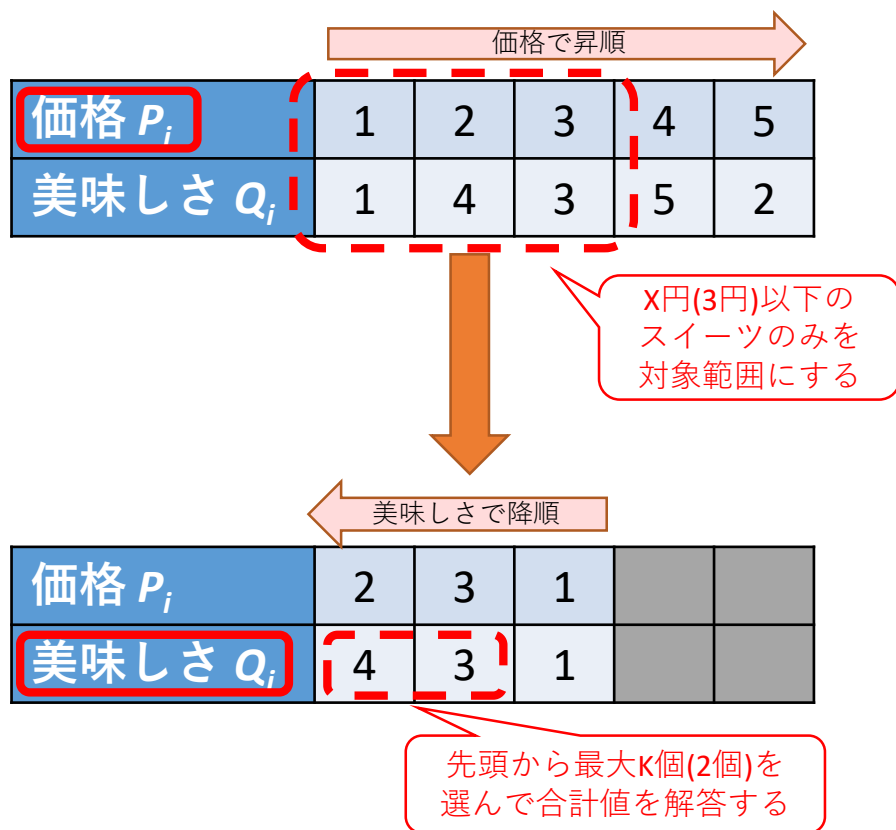 価格で昇順
価格 Pi 1 2 3 4 5
美味しさ Qi 1 4 3 5 2
X円(3円)以下の
スイーツのみを
対象範囲にする
美味しさで降順
価格 Pi 2 3 1
美味しさ Qi 4 3 1
先頭から最大K個(2個)を
選んで合計値を解答する